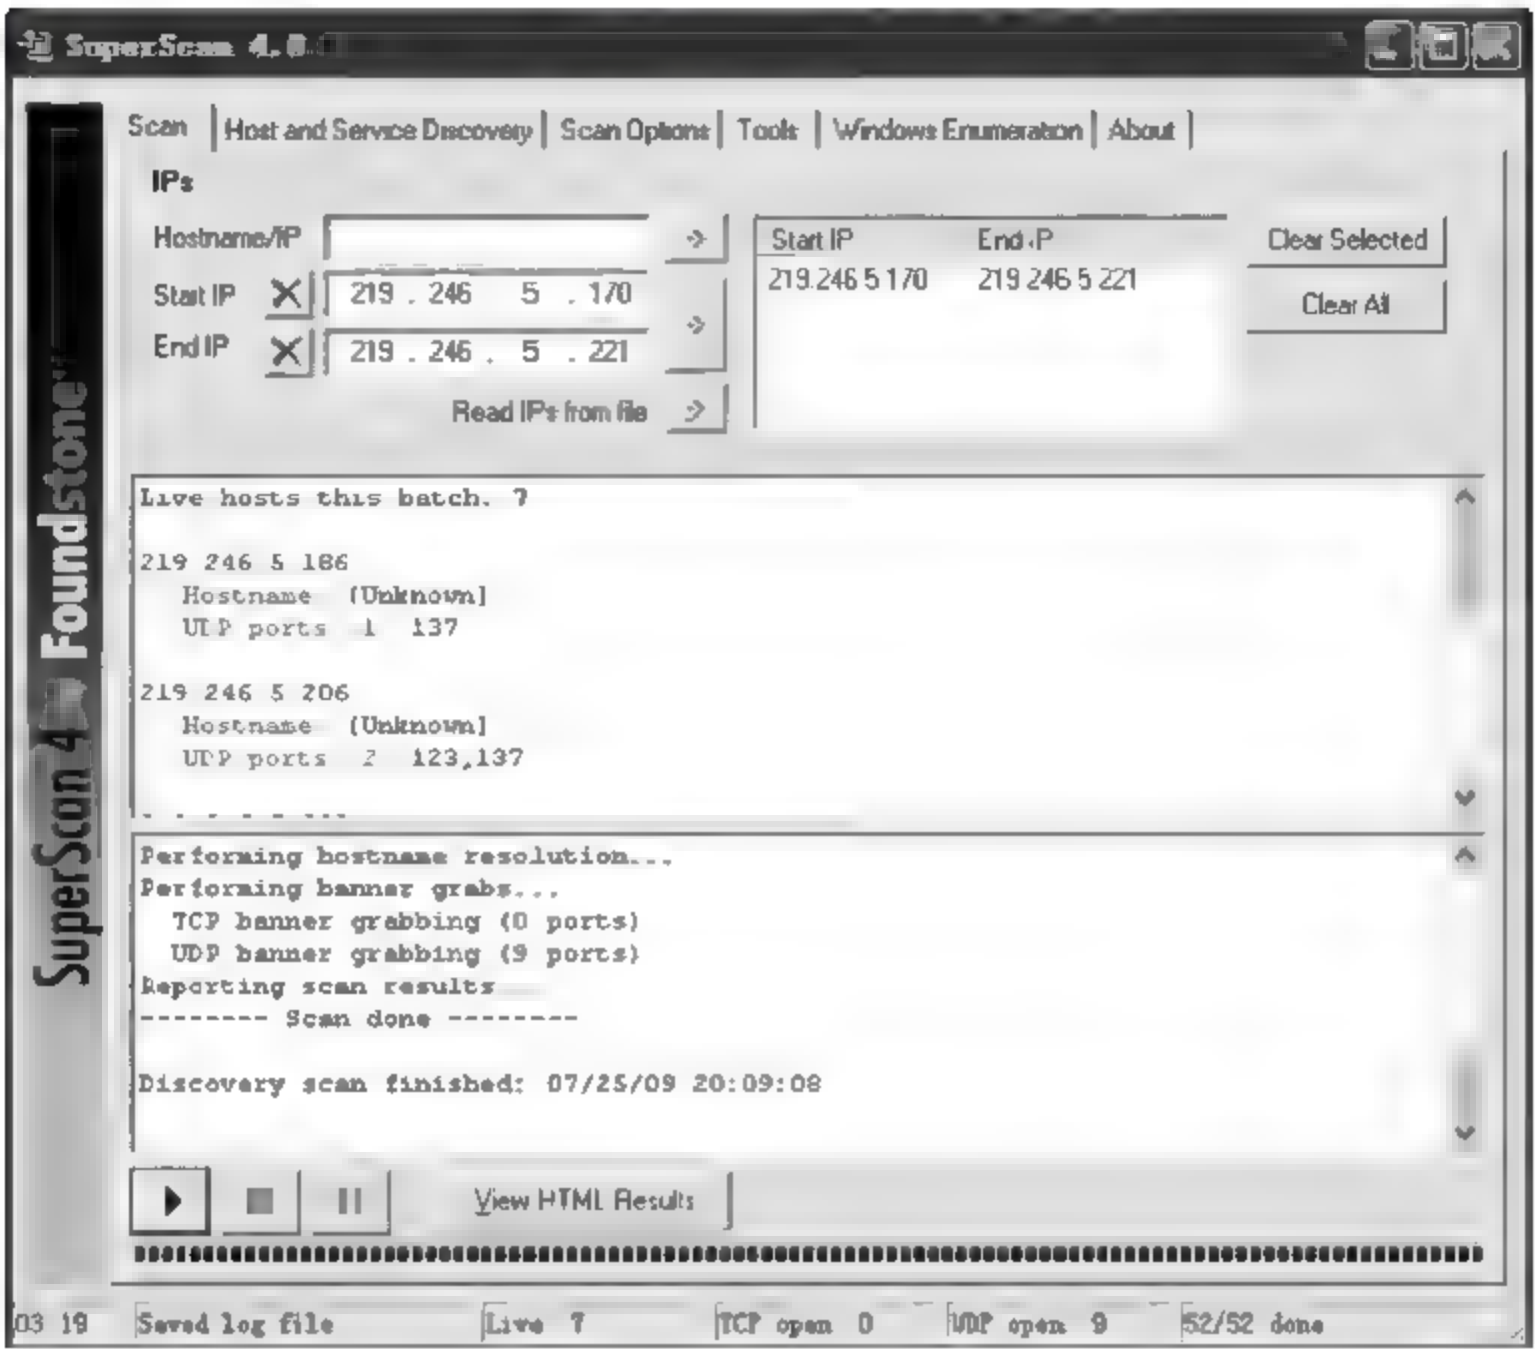 SuperScan 4.0
Scan Host and Service Discovery Scan Options Tools Windows Enumeration About
IPs
Hostname/IP
Start IP 219 . 246 5 . 170
End IP 219 . 246 . 5 . 221
Read IPs from file
Start IP End IP
219.246 5 170 219 246 5 221
Clear Selected
Clear All
SuperScan 4 Foundstone
Live hosts this batch. 7
219 246 5 186
Hostname [Unknown]
UDP ports 1 137
219 246 5 206
Hostname [Unknown]
UDP ports 2 123,137
Performing hostname resolution...
Performing banner grabs...
TCP banner grabbing (0 ports)
UDP banner grabbing (9 ports)
Reporting scan results
-------- Scan done --------
Discovery scan finished: 07/25/09 20:09:08
View HTML Results
03 19 Saved log file Live 7 TCP open 0 UDP open 9 52/52 done